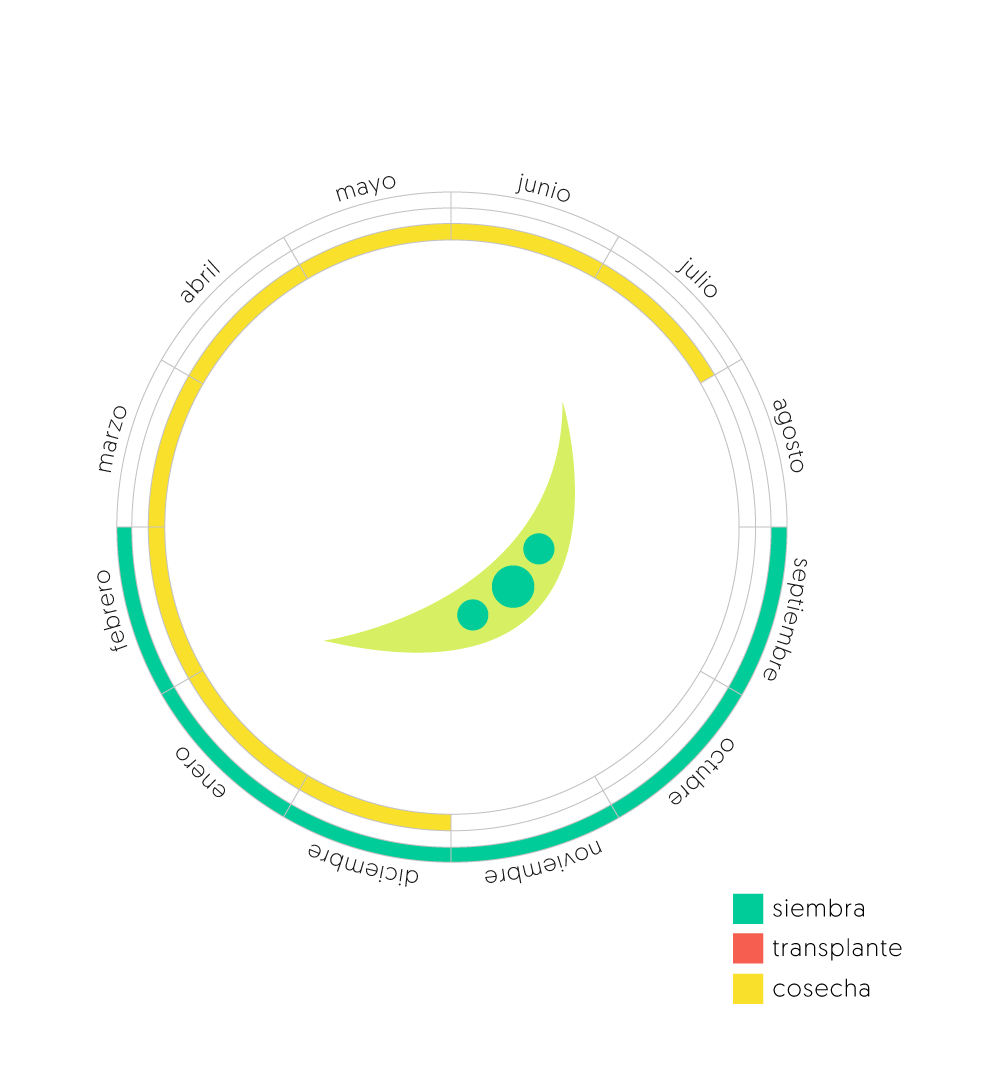 mayo
junio
julio
agosto
septiembre
octubre
noviembre
diciembre
enero
febrero
marzo
abril
siembra
transplante
cosecha